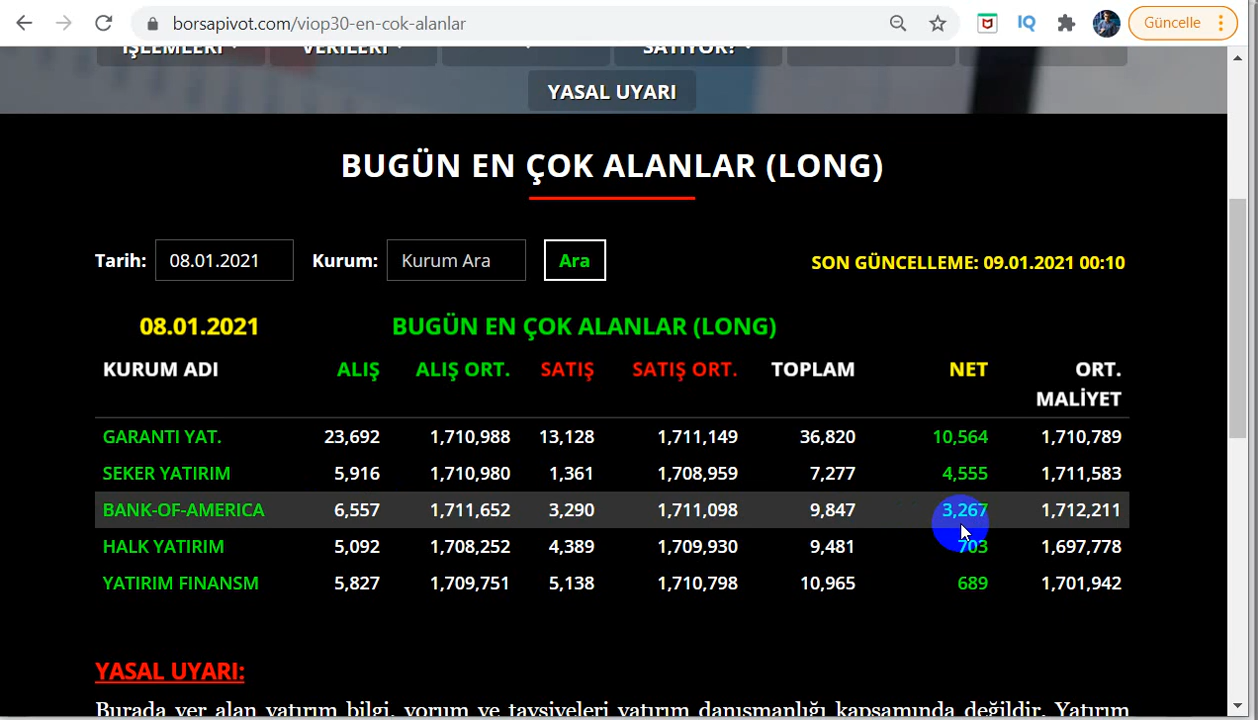 borsapivot.com/viop30-en-cok-alanlar
Güncelle
İŞLEMLERİ VERİLERİ SATIYOR?
YASAL UYARI
BUGÜN EN ÇOK ALANLAR (LONG)
Tarih: 08.01.2021 Kurum: Kurum Ara Ara SON GÜNCELLEME: 09.01.2021 00:10
08.01.2021 BUGÜN EN ÇOK ALANLAR (LONG)
KURUM ADI ALIŞ ALIŞ ORT. SATIŞ SATIŞ ORT. TOPLAM NET ORT. MALİYET
GARANTI YAT. 23,692 1,710,988 13,128 1,711,149 36,820 10,564 1,710,789
SEKER YATIRIM 5,916 1,710,980 1,361 1,708,959 7,277 4,555 1,711,583
BANK-OF-AMERICA 6,557 1,711,652 3,290 1,711,098 9,847 3,267 1,712,211
HALK YATIRIM 5,092 1,708,252 4,389 1,709,930 9,481 703 1,697,778
YATIRIM FINANSM 5,827 1,709,751 5,138 1,710,798 10,965 689 1,701,942
YASAL UYARI:
Burada yer alan yatırım bilgi, yorum ve tavsiyeleri yatırım danışmanlığı kapsamında değildir. Yatırım